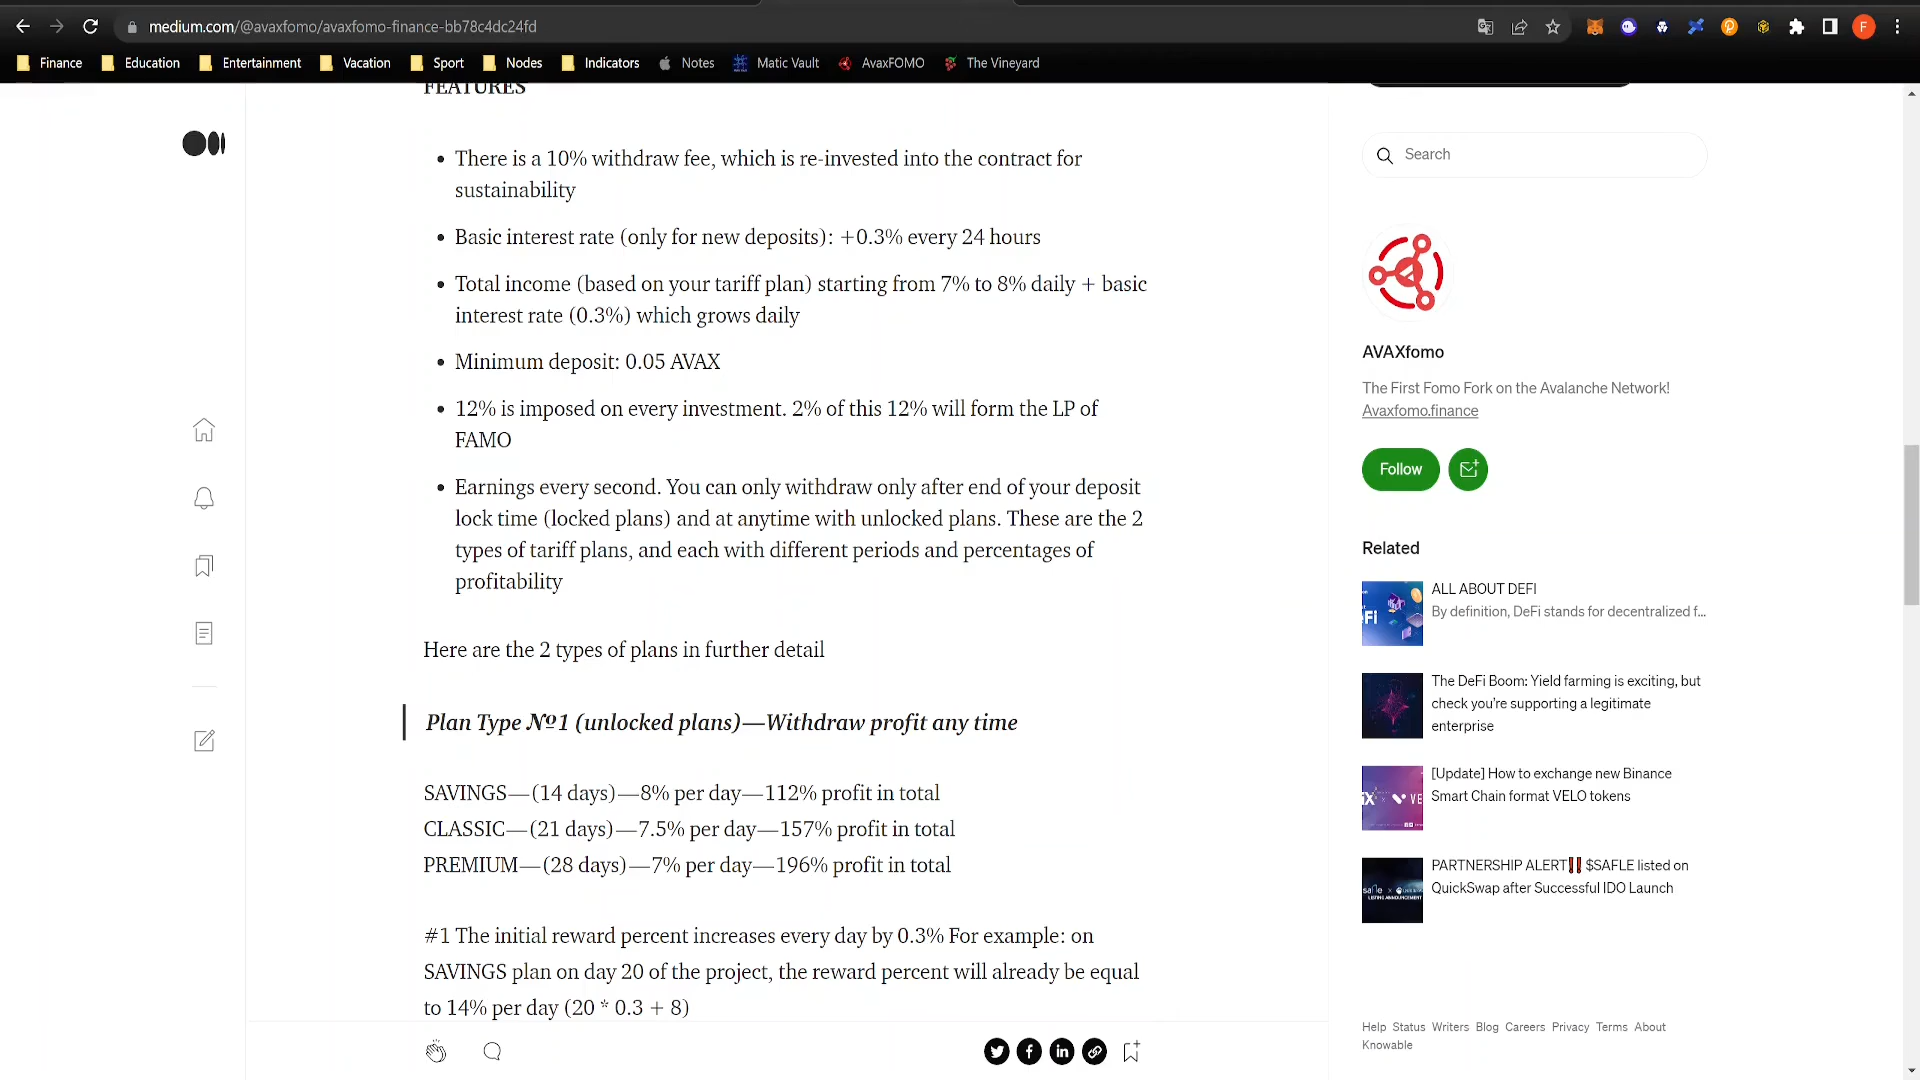 medium.com/@avaxfomo/avaxfomo-finance-bb78c4dc24fd
F
Finance Education Entertainment Vacation Sport Nodes Indicators Notes Matic Vault AvaxFOMO The Vineyard
FEATURES
There is a 10% withdraw fee, which is re-invested into the contract for
sustainability
Basic interest rate (only for new deposits): +0.3% every 24 hours
Total income (based on your tariff plan) starting from 7% to 8% daily + basic
interest rate (0.3%) which grows daily
Minimum deposit: 0.05 AVAX
12% is imposed on every investment. 2% of this 12% will form the LP of
FAMO
Earnings every second. You can only withdraw only after end of your deposit
lock time (locked plans) and at anytime with unlocked plans. These are the 2
types of tariff plans, and each with different periods and percentages of
profitability
Here are the 2 types of plans in further detail
Plan Type №1 (unlocked plans)—Withdraw profit any time
SAVINGS—(14 days)—8% per day—112% profit in total
CLASSIC—(21 days)—7.5% per day—157% profit in total
PREMIUM—(28 days)—7% per day—196% profit in total
#1 The initial reward percent increases every day by 0.3% For example: on
SAVINGS plan on day 20 of the project, the reward percent will already be equal
to 14% per day (20 * 0.3 + 8)
Search
AVAXfomo
The First Fomo Fork on the Avalanche Network!
Avaxfomo.finance
Follow
Related
ALL ABOUT DEFI
By definition, DeFi stands for decentralized f...
The DeFi Boom: Yield farming is exciting, but
check you're supporting a legitimate
enterprise
[Update] How to exchange new Binance
Smart Chain format VELO tokens
PARTNERSHIP ALERT‼️ $SAFLE listed on
QuickSwap after Successful IDO Launch
Help Status Writers Blog Careers Privacy Terms About
Knowable